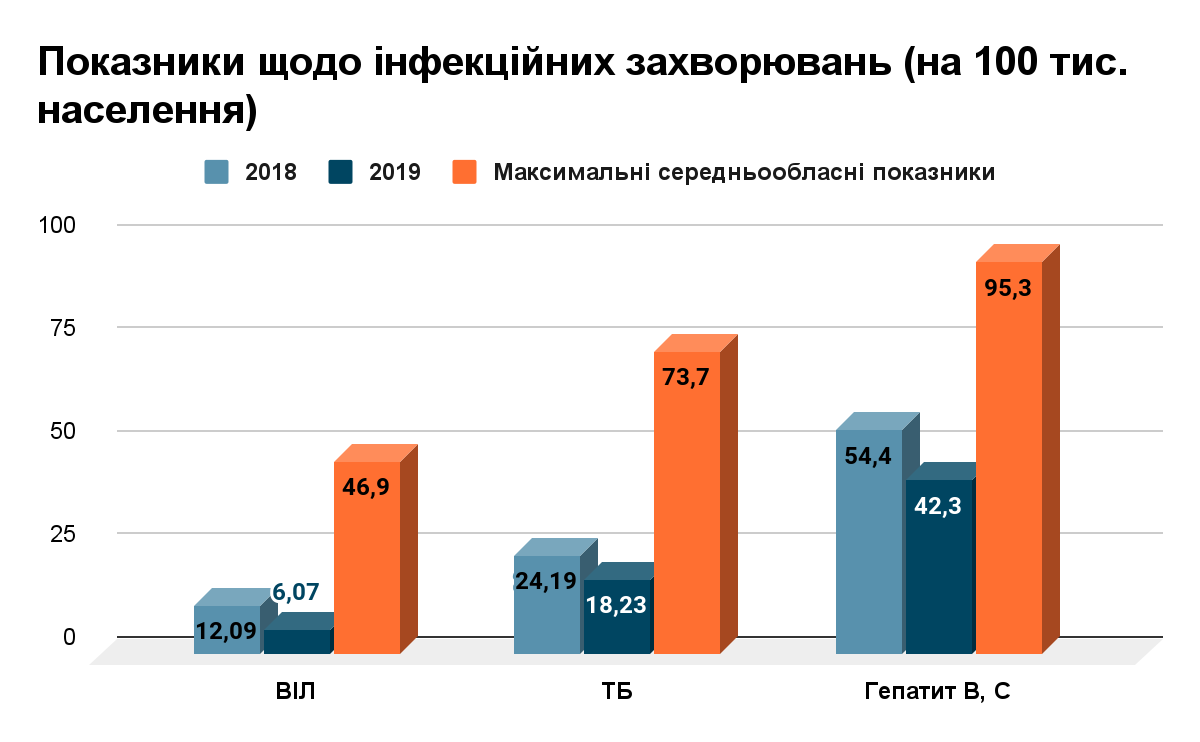 Показники щодо інфекційних захворювань (на 100 тис.
населення)
2018 2019 Максимальні середньообласні показники
100
75
50
25
0
12,09 6,07 46,9
24,19 18,23 73,7
54,4 42,3 95,3
ВІЛ ТБ Гепатит В, С